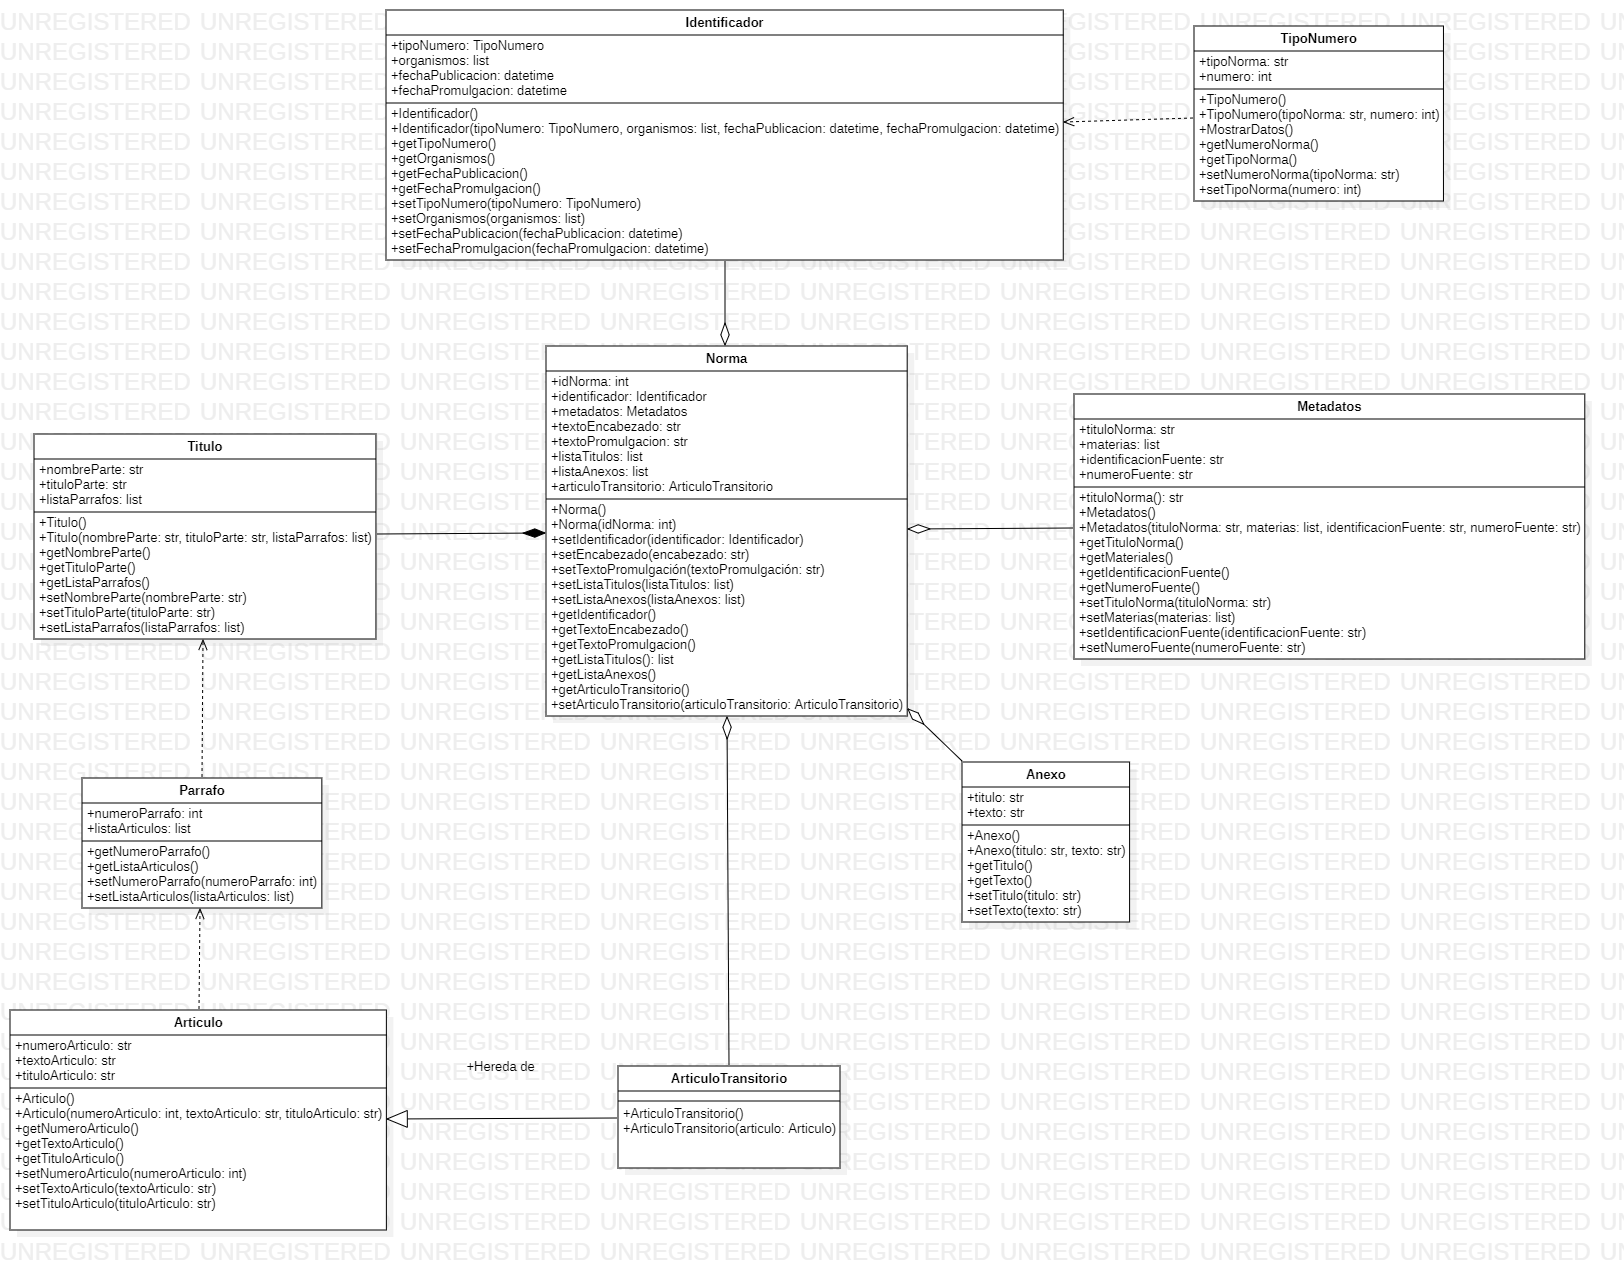 Identificador
+tipoNumero: TipoNumero
+organismos: list
+fechaPublicacion: datetime
+fechaPromulgacion: datetime
+Identificador()
+Identificador(tipoNumero: TipoNumero, organismos: list, fechaPublicacion: datetime, fechaPromulgacion: datetime)
+getTipoNumero()
+getOrganismos()
+getFechaPublicacion()
+getFechaPromulgacion()
+setTipoNumero(tipoNumero: TipoNumero)
+setOrganismos(organismos: list)
+setFechaPublicacion(fechaPublicacion: datetime)
+setFechaPromulgacion(fechaPromulgacion: datetime)
TipoNumero
+tipoNorma: str
+numero: int
+TipoNumero()
+TipoNumero(tipoNorma: str, numero: int)
+MostrarDatos()
+getNumeroNorma()
+getTipoNorma()
+setNumeroNorma(tipoNorma: str)
+setTipoNorma(numero: int)
Norma
+idNorma: int
+identificador: Identificador
+metadatos: Metadatos
+textoEncabezado: str
+textoPromulgacion: str
+listaTitulos: list
+listaAnexos: list
+articuloTransitorio: ArticuloTransitorio
+Norma()
+Norma(idNorma: int)
+setIdentificador(identificador: Identificador)
+setEncabezado(encabezado: str)
+setTextoPromulgación(textoPromulgación: str)
+setListaTitulos(listaTitulos: list)
+setListaAnexos(listaAnexos: list)
+getIdentificador()
+getTextoEncabezado()
+getTextoPromulgacion()
+getListaTitulos(): list
+getListaAnexos()
+getArticuloTransitorio()
+setArticuloTransitorio(articuloTransitorio: ArticuloTransitorio)
Metadatos
+tituloNorma: str
+materias: list
+identificacionFuente: str
+numeroFuente: str
+tituloNorma(): str
+Metadatos()
+Metadatos(tituloNorma: str, materias: list, identificacionFuente: str, numeroFuente: str)
+getTituloNorma()
+getMateriales()
+getIdentificacionFuente()
+getNumeroFuente()
+setTituloNorma(tituloNorma: str)
+setMaterias(materias: list)
+setIdentificacionFuente(identificacionFuente: str)
+setNumeroFuente(numeroFuente: str)
Titulo
+nombreParte: str
+tituloParte: str
+listaParrafos: list
+Titulo()
+Titulo(nombreParte: str, tituloParte: str, listaParrafos: list)
+getNombreParte()
+getTituloParte()
+getListaParrafos()
+setNombreParte(nombreParte: str)
+setTituloParte(tituloParte: str)
+setListaParrafos(listaParrafos: list)
Parrafo
+numeroParrafo: int
+listaArticulos: list
+getNumeroParrafo()
+getListaArticulos()
+setNumeroParrafo(numeroParrafo: int)
+setListaArticulos(listaArticulos: list)
Anexo
+titulo: str
+texto: str
+Anexo()
+Anexo(titulo: str, texto: str)
+getTitulo()
+getTexto()
+setTitulo(titulo: str)
+setTexto(texto: str)
Articulo
+numeroArticulo: str
+textoArticulo: str
+tituloArticulo: str
+Articulo()
+Articulo(numeroArticulo: int, textoArticulo: str, tituloArticulo: str)
+getNumeroArticulo()
+getTextoArticulo()
+getTituloArticulo()
+setNumeroArticulo(numeroArticulo: int)
+setTextoArticulo(textoArticulo: str)
+setTituloArticulo(tituloArticulo: str)
+Hereda de
ArticuloTransitorio
+ArticuloTransitorio()
+ArticuloTransitorio(articulo: Articulo)
UNREGISTERED